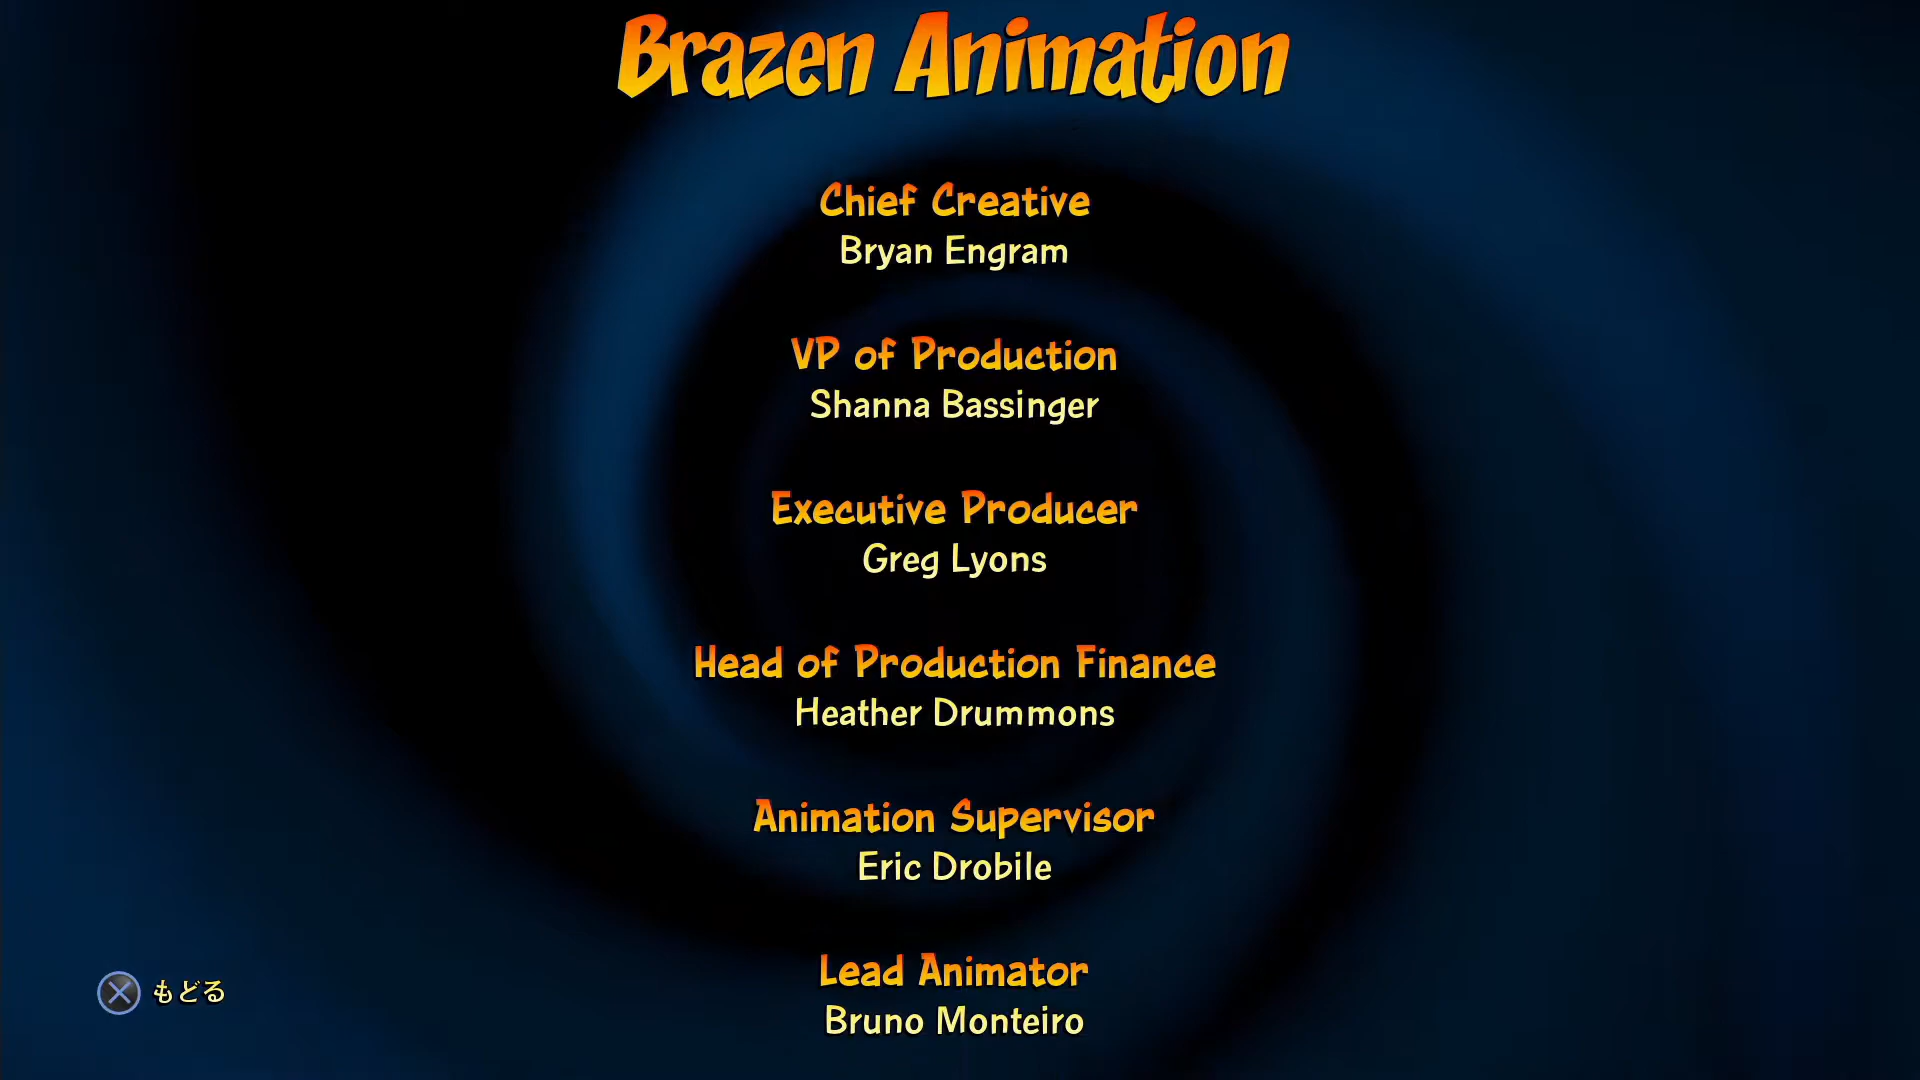 Brazen Animation
Chief Creative
Bryan Engram
VP of Production
Shanna Bassinger
Executive Producer
Greg Lyons
Head of Production Finance
Heather Drummons
Animation Supervisor
Eric Drobile
Lead Animator
Bruno Monteiro
もどる